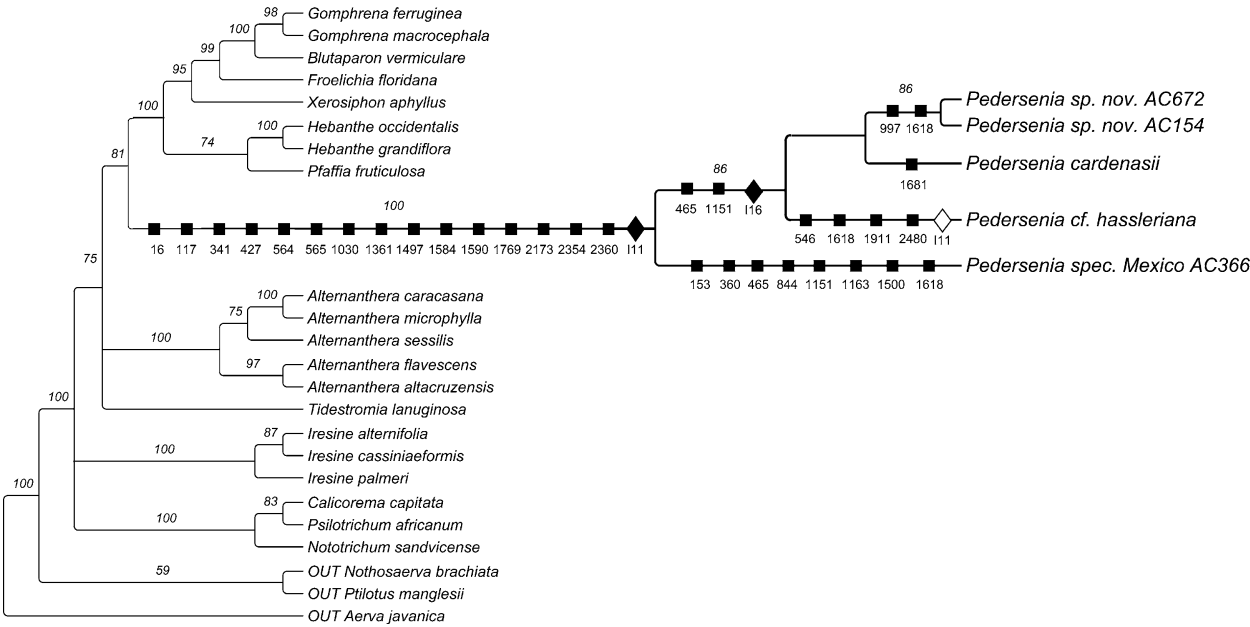 98
Gomphrena ferruginea
100
Gomphrena macrocephala
99
Blutaparon vermiculare
95
Froelichia floridana
100
Xerosiphon aphyllus
100
Hebanthe occidentalis
74
Hebanthe grandiflora
81
Pfaffia fruticulosa
86
Pedersenia sp. nov. AC672
997 1618
Pedersenia sp. nov. AC154
Pedersenia cardenasii
1681
86
465 1151 I16
100
Pedersenia cf. hassleriana
546 1618 1911 2480 I11
16 117 341 427 564 565 1030 1361 1497 1584 1590 1769 2173 2354 2360 I11
Pedersenia spec. Mexico AC366
153 360 465 844 1151 1163 1500 1618
75
100
Alternanthera caracasana
75
Alternanthera microphylla
100
Alternanthera sessilis
97
Alternanthera flavescens
Alternanthera altacruzensis
100
Tidestromia lanuginosa
87
Iresine alternifolia
100
Iresine cassiniaeformis
Iresine palmeri
100
83
Calicorema capitata
100
Psilotrichum africanum
Nototrichum sandvicense
59
OUT Nothosaerva brachiata
OUT Ptilotus manglesii
OUT Aerva javanica